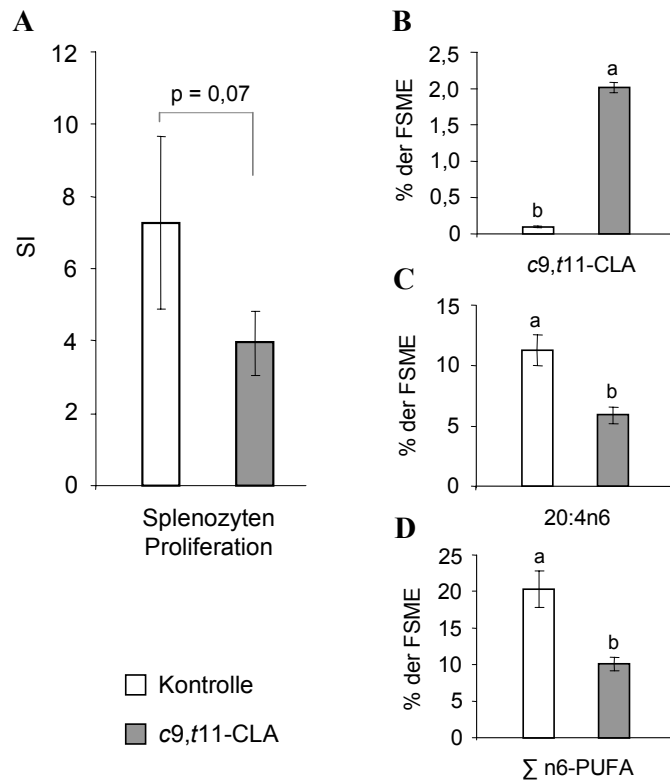 A
p = 0,07
12
10
8
6
4
2
0
SI
Splenozyten
Proliferation
Kontrolle
c9,t11-CLA
B
% der FSME
2,5
2,0
1,5
1,0
0,5
0
b
a
c9,t11-CLA
C
% der FSME
15
10
5
0
a
b
20:4n6
D
% der FSME
25
20
15
10
5
0
a
b
∑ n6-PUFA